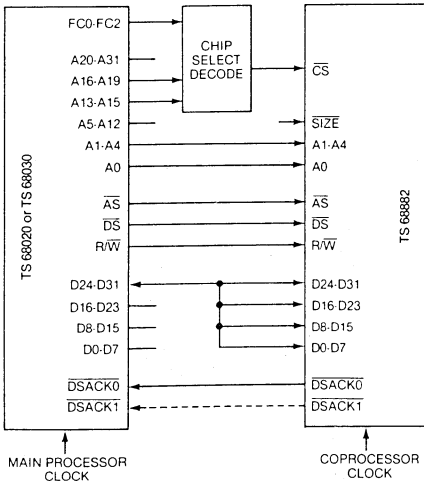 FC0-FC2
CHIP
SELECT
DECODE
A20-A31
A16-A19
A13-A15
A5-A12
A1-A4
A0
AS
DS
R/W
D24-D31
D16-D23
D8-D15
D0-D7
DSACK0
DSACK1
TS 68020 or TS 68030
CS
SIZE
A1-A4
A0
AS
DS
R/W
D24-D31
D16-D23
D8-D15
D0-D7
DSACK0
DSACK1
TS 68882
MAIN PROCESSOR
CLOCK
COPROCESSOR
CLOCK